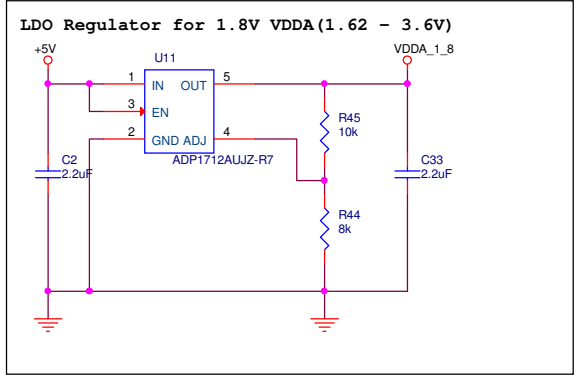 LDO Regulator for 1.8V VDDA(1.62 - 3.6V)
+5V
VDDA_1_8
U11
1 IN OUT 5
3 EN
2 GND ADJ 4
ADP1712AUJZ-R7
R45
10k
C2
2.2uF
C33
2.2uF
R44
8k